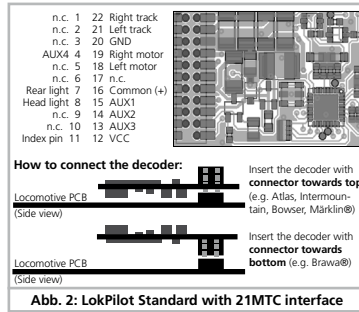 n.c. 1 22 Right track
n.c. 2 21 Left track
n.c. 3 20 GND
AUX4 4 19 Right motor
n.c. 5 18 Left motor
n.c. 6 17 n.c.
Rear light 7 16 Common (+)
Head light 8 15 AUX1
n.c. 9 14 AUX2
n.c. 10 13 AUX3
Index pin 11 12 VCC
How to connect the decoder:
Locomotive PCB
(Side view)
Insert the decoder with
connector towards top
(e.g. Atlas, Intermoun-
tain, Bowser, Märklin®)
Locomotive PCB
(Side view)
Insert the decoder with
connector towards
bottom (e.g. Brawa®)
Abb. 2: LokPilot Standard with 21MTC interface